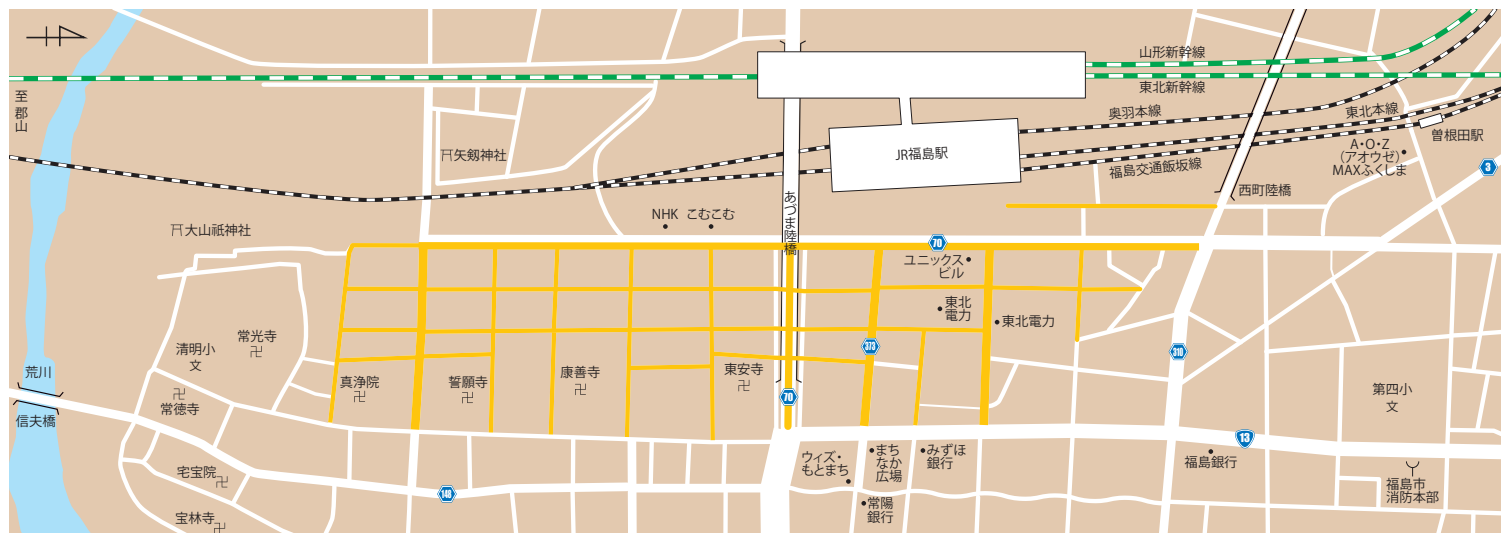 山形新幹線
東北新幹線
至郡山
奥羽本線
東北本線
曽根田駅
JR福島駅
A・O・Z
（アオウゼ）
MAXふくしま
福島交通飯坂線
矢剱神社
3
西町陸橋
あづま陸橋
NHK こむこむ
大山祇神社
70
ユニックス
ビル
東北
電力
東北電力
常光寺
清明小
文
373
310
荒川
真浄院
誓願寺
康善寺
東安寺
第四小
文
常徳寺
70
信夫橋
13
宅宝院
ウィズ・
もとまち
まち
なか
広場
みずほ
銀行
福島銀行
148
福島市
消防本部
常陽
銀行
宝林寺